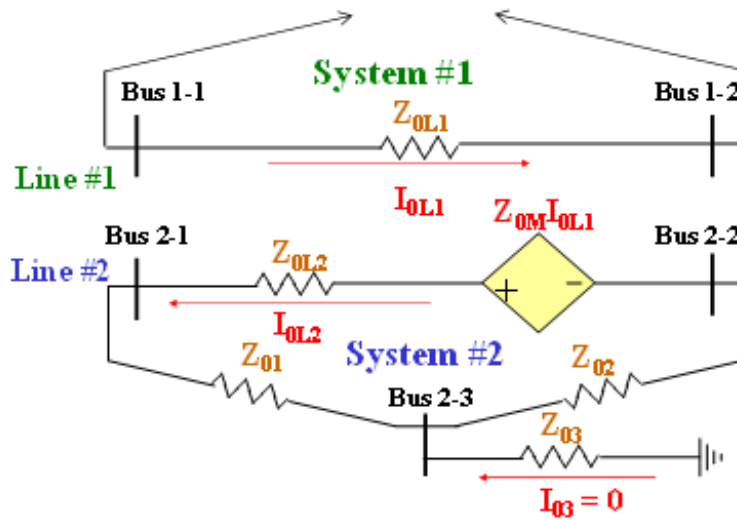 System #1
Bus 1-1
Bus 1-2
Z0L1
Line #1
I0L1
Z0MI0L1
Bus 2-1
Bus 2-2
Z0L2
Line #2
+
−
I0L2
System #2
Z01
Z02
Bus 2-3
Z03
I03 = 0